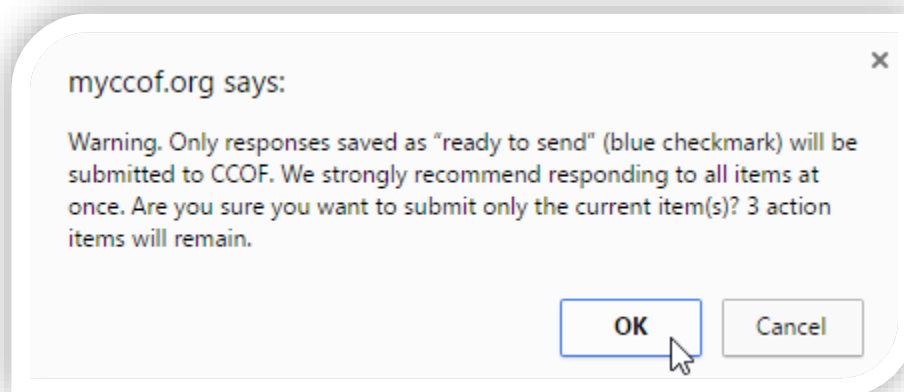 myccof.org says:
Warning. Only responses saved as “ready to send” (blue checkmark) will be
submitted to CCOF. We strongly recommend responding to all items at
once. Are you sure you want to submit only the current item(s)? 3 action
items will remain.
OK
Cancel